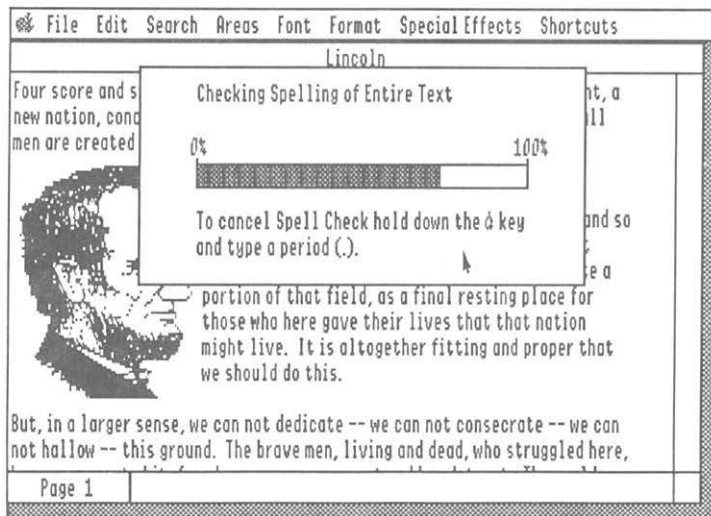 File Edit Search Areas Font Format Special Effects Shortcuts
Lincoln
Four score and s nt, a
new nation, conc all
men are created
Checking Spelling of Entire Text
0% 100%
To cancel Spell Check hold down the key
and type a period (.).
and so
te a
portion of that field, as a final resting place for
those who here gave their lives that that nation
might live. It is altogether fitting and proper that
we should do this.
But, in a larger sense, we can not dedicate -- we can not consecrate -- we can
not hallow -- this ground. The brave men, living and dead, who struggled here,
Page 1